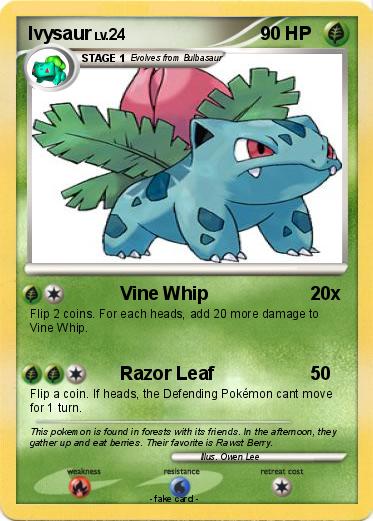 Ivysaur LV.24 90 HP
STAGE 1 Evolves from Bulbasaur
Vine Whip 20x
Flip 2 coins. For each heads, add 20 more damage to
Vine Whip.
Razor Leaf 50
Flip a coin. If heads, the Defending Pokémon cant move
for 1 turn.
This pokemon is found in forests with its friends. In the afternoon, they
gather up and eat berries. Their favorite is Rawst Berry.
Illus. Owen Lee
weakness resistance retreat cost
- fake card -